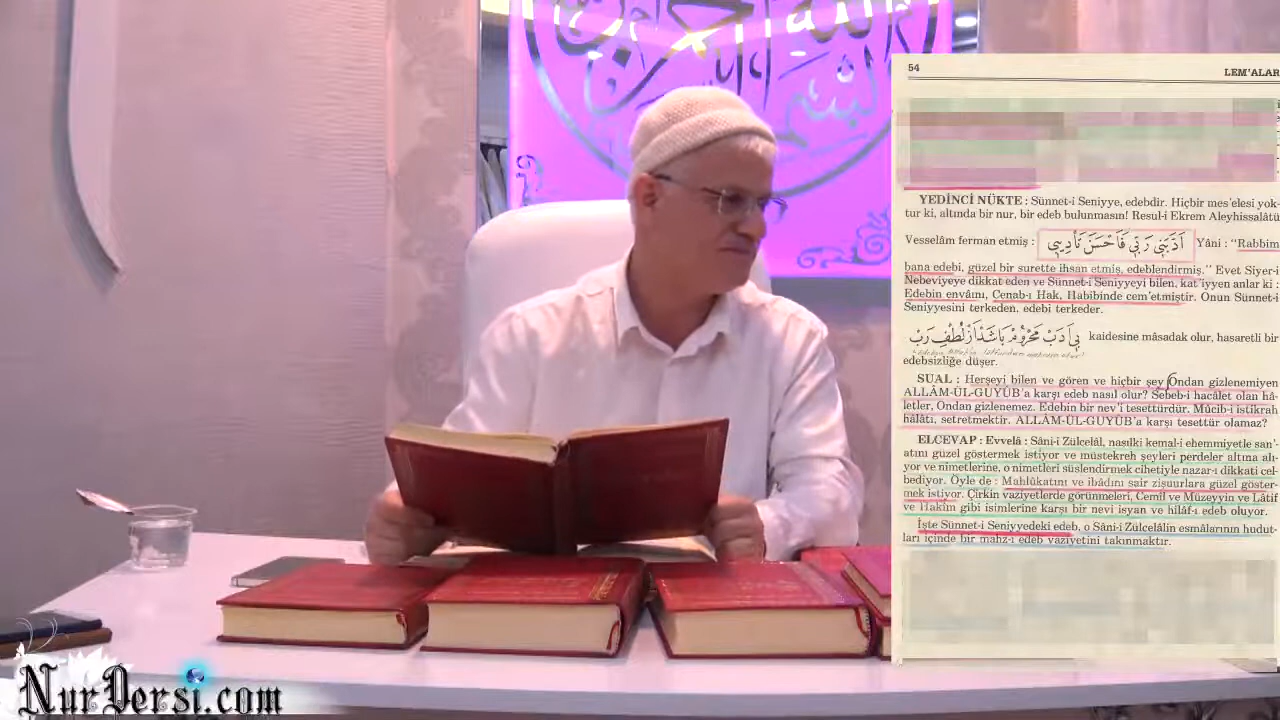 54
LEM'ALAR
YEDİNCİ NÜKTE : Sünnet-i Seniyye, edebdir. Hiçbir mes'elesi yok-
tur ki, altında bir nur, bir edeb bulunmasın! Resul-i Ekrem Aleyhissalâtü
Vesselâm ferman etmiş : اَدَّبَنِى رَبِّى فَاَحْسَنَ تَاْدِيبِى Yâni : "Rabbim
bana edebi, güzel bir surette ihsan etmiş, edeblendirmiş." Evet Siyer-i
Nebeviyeye dikkat eden ve Sünnet-i Seniyyeyi bilen, kat'iyyen anlar ki :
Edebin envâını, Cenab-ı Hak, Habibinde cem'etmiştir. Onun Sünnet-i
Seniyyesini terkeden, edebi terkeder.
بِى اَدَبْ مَحْرُومْ بَاشَدْ اَزْ لُطْفِ رَبْ kaidesine mâsadak olur, hasaretli bir
edebsizliğe düşer.
SUAL : Herşeyi bilen ve gören ve hiçbir şey Ondan gizlenemiyen
ALLÂM-ÜL-GUYÛB'a karşı edeb nasıl olur? Sebeb-i hacâlet olan hâ-
letler, Ondan gizlenemez. Edebin bir nev'i tesettürdür. Mûcib-i istikrah
hâlâtı, setretmektir. ALLÂM-ÜL-GUYÛB'a karşı tesettür olamaz?
ELCEVAP : Evvelâ : Sâni-i Zülcelâl, nasılki kemal-i ehemmiyetle san'-
atını güzel göstermek istiyor ve müstekreh şeyleri perdeler altına alı-
yor ve nimetlerine, o nimetleri süslendirmek cihetiyle nazar-ı dikkati cel-
bediyor. Öyle de : Mahlûkatını ve ibâdını sair zişuurlara güzel göster-
mek istiyor. Çirkin vaziyetlerde görünmeleri, Cemîl ve Müzeyyin ve Lâtif
ve Hakîm gibi isimlerine karşı bir nevi isyan ve hilâf-ı edeb oluyor.
İşte Sünnet-i Seniyyedeki edeb, o Sâni-i Zülcelâlin esmâlarının hudut-
ları içinde bir mahz-ı edeb vaziyetini takınmaktır.
NurDersi.com